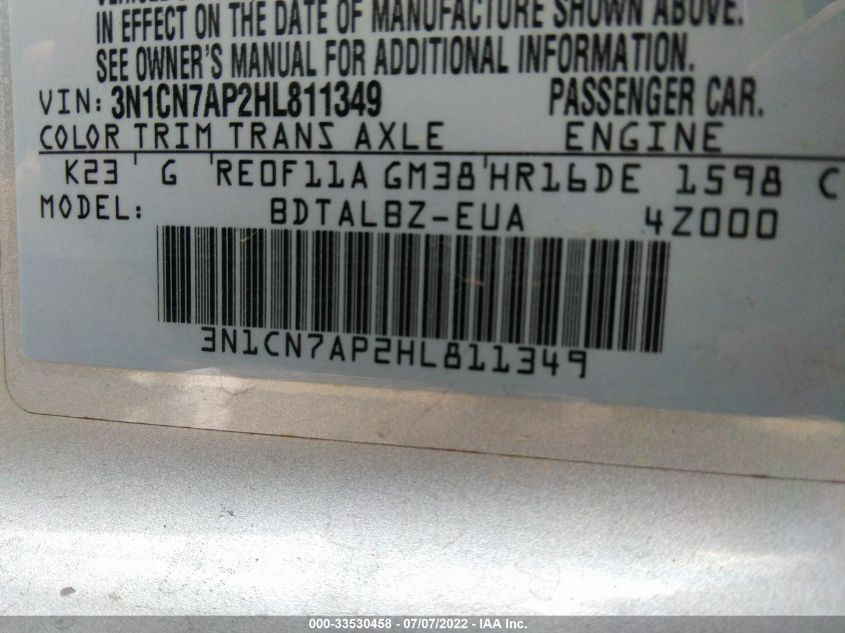 IN EFFECT ON THE DATE OF MANUFACTURE SHOWN ABOVE.
SEE OWNER'S MANUAL FOR ADDITIONAL INFORMATION.
VIN: 3N1CN7AP2HL811349 PASSENGER CAR.
COLOR TRIM TRANS AXLE ENGINE
K23 G RE0F11A GM38 HR16DE 1598 C
MODEL: BDTALBZ-EUA 4Z000
3N1CN7AP2HL811349
000-33530458 - 07/07/2022 - IAA Inc.